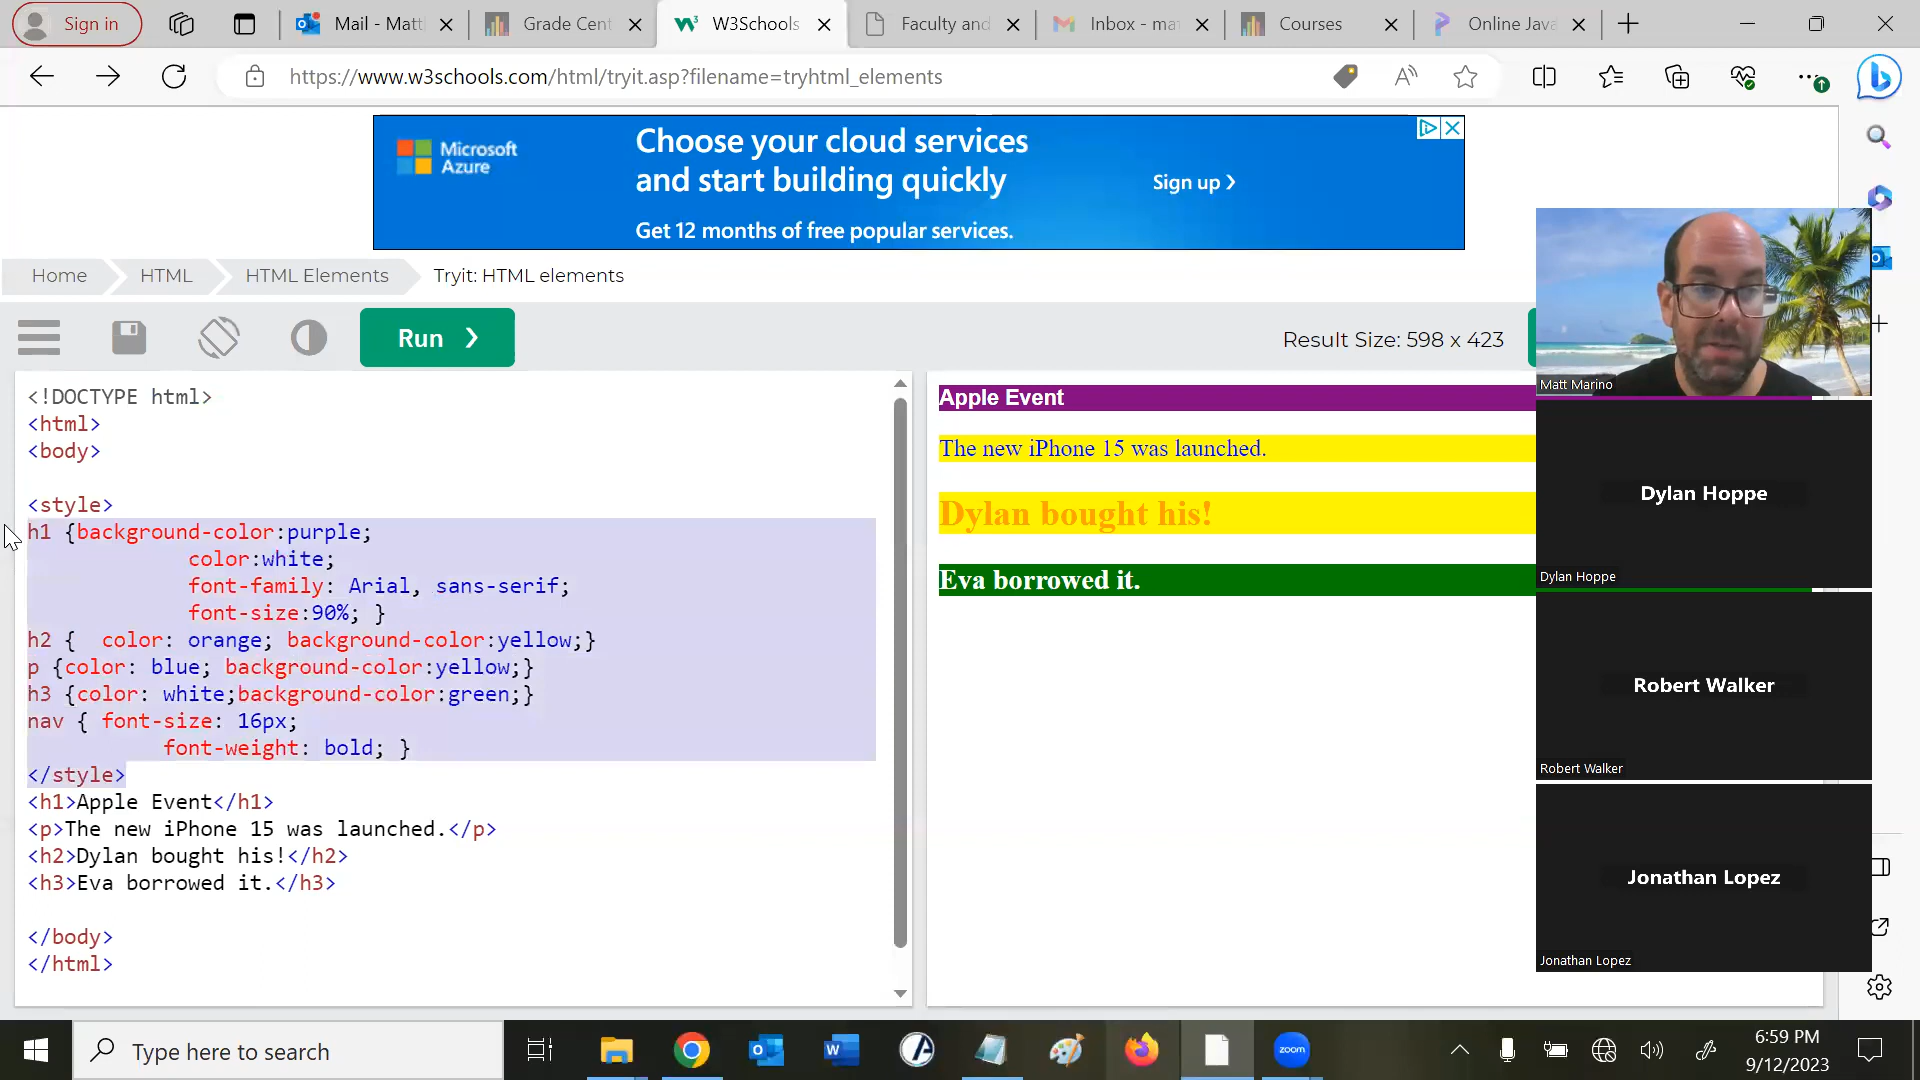 Sign in
Mail - Matt
Grade Cent
W3Schools
Faculty and
Inbox - ma
Courses
Online Java
https://www.w3schools.com/html/tryit.asp?filename=tryhtml_elements
Microsoft
Azure
Choose your cloud services
and start building quickly
Get 12 months of free popular services.
Sign up ❯
Home
HTML
HTML Elements
Tryit: HTML elements
Run ❯
Result Size: 598 x 423
<!DOCTYPE html>
<html>
<body>
<style>
h1 {background-color:purple;
color:white;
font-family: Arial, sans-serif;
font-size:90%; }
h2 {  color: orange; background-color:yellow;}
p {color: blue; background-color:yellow;}
h3 {color: white;background-color:green;}
nav { font-size: 16px;
font-weight: bold; }
</style>
<h1>Apple Event</h1>
<p>The new iPhone 15 was launched.</p>
<h2>Dylan bought his!</h2>
<h3>Eva borrowed it.</h3>
</body>
</html>
Apple Event
The new iPhone 15 was launched.
Dylan bought his!
Eva borrowed it.
Matt Marino
Dylan Hoppe
Dylan Hoppe
Robert Walker
Robert Walker
Jonathan Lopez
Jonathan Lopez
Type here to search
zoom
6:59 PM
9/12/2023